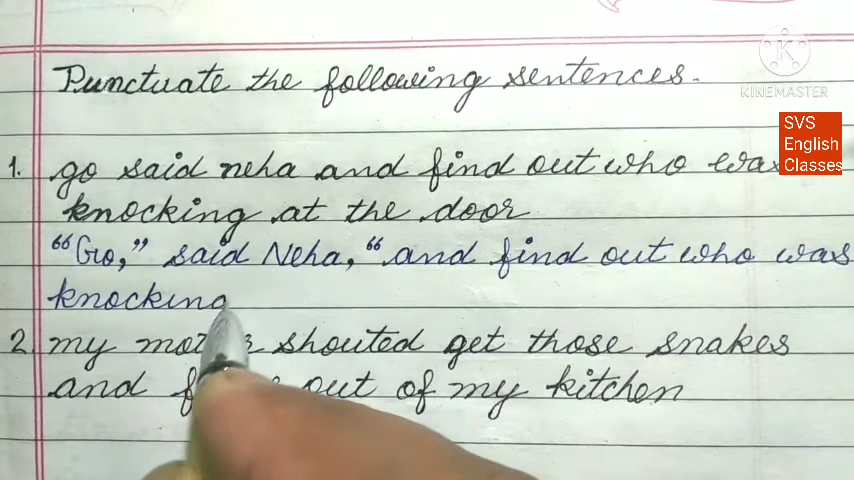 Punctuate the following sentences.
KINEMASTER
SVS
English
Classes
1. go said neha and find out who was
knocking at the door
“Go,” said Neha, “and find out who was
knocking
2. my shouted get those snakes
and out of my kitchen